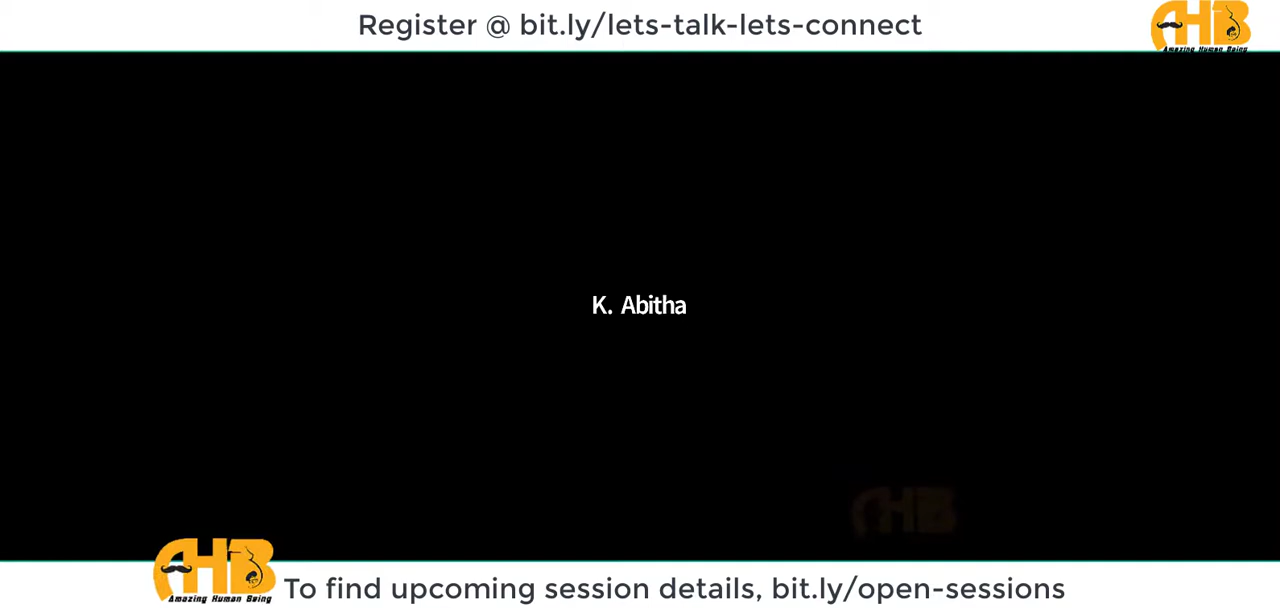 Register @ bit.ly/lets-talk-lets-connect
AHB
Amazing Human Being
K. Abitha
AHB
AHB
Amazing Human Being
To find upcoming session details, bit.ly/open-sessions